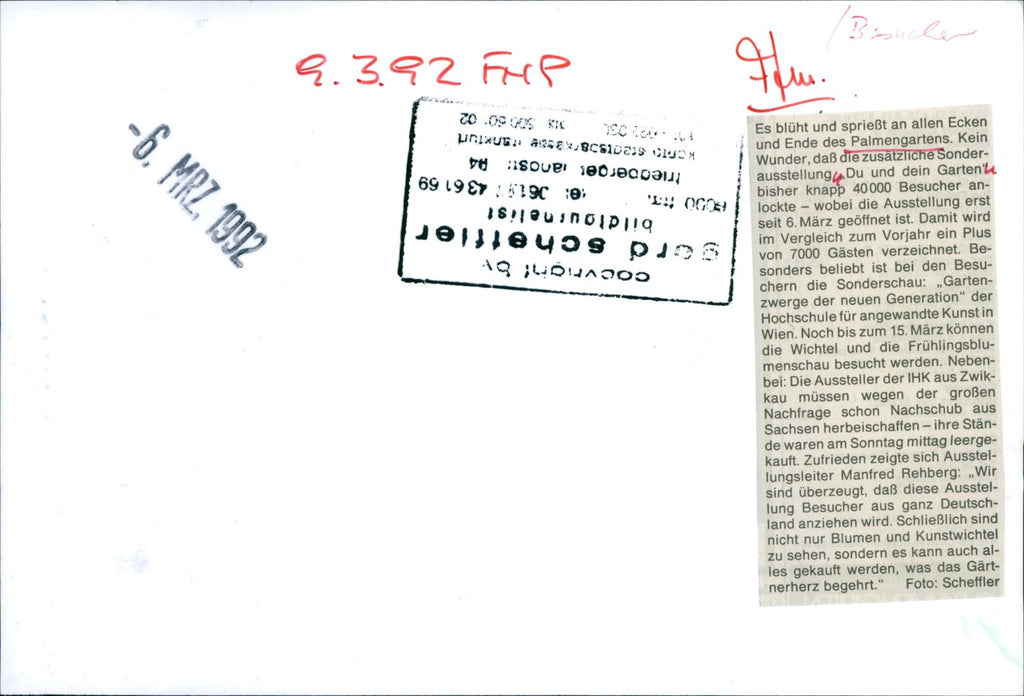 /Besucher
9.3.92 FNP
Ffm.
- 6. MRZ. 1992
copyright by
gerd scheffler
bildjournalist
6000 ffm.
43 61 69
friedberger landstr. 84
konto stadtsparkasse frankfurt
blz 500 501 02
Es blüht und sprießt an allen Ecken
und Ende des Palmengartens. Kein
Wunder, daß die zusätzliche Sonder-
ausstellung „Du und dein Garten“
bisher knapp 40000 Besucher an-
lockte – wobei die Ausstellung erst
seit 6. März geöffnet ist. Damit wird
im Vergleich zum Vorjahr ein Plus
von 7000 Gästen verzeichnet. Be-
sonders beliebt ist bei den Besu-
chern die Sonderschau: „Garten-
zwerge der neuen Generation“ der
Hochschule für angewandte Kunst in
Wien. Noch bis zum 15. März können
die Wichtel und die Frühlingsblu-
menschau besucht werden. Neben-
bei: Die Aussteller der IHK aus Zwik-
kau müssen wegen der großen
Nachfrage schon Nachschub aus
Sachsen herbeischaffen – ihre Stän-
de waren am Sonntag mittag leerge-
kauft. Zufrieden zeigte sich Ausstel-
lungsleiter Manfred Rehberg: „Wir
sind überzeugt, daß diese Ausstel-
lung Besucher aus ganz Deutsch-
land anziehen wird. Schließlich sind
nicht nur Blumen und Kunstwichtel
zu sehen, sondern es kann auch al-
les gekauft werden, was das Gärt-
nerherz begehrt.“ Foto: Scheffler